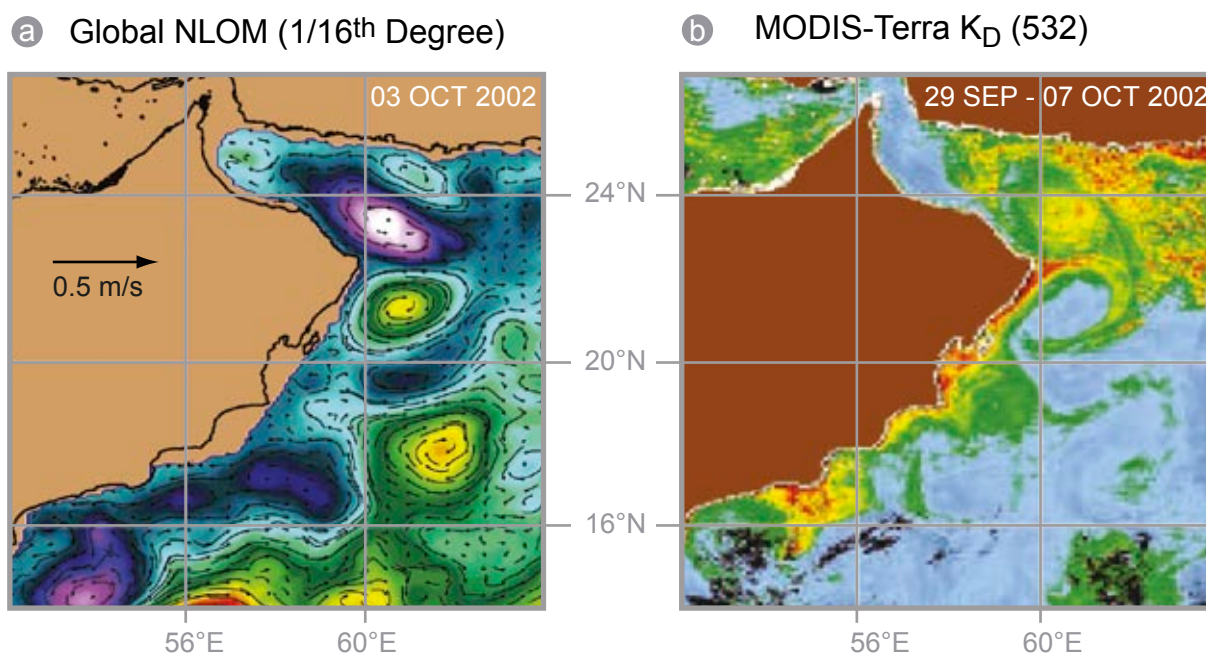 a Global NLOM (1/16th Degree)
b MODIS-Terra KD (532)
03 OCT 2002
29 SEP - 07 OCT 2002
24°N
0.5 m/s
20°N
16°N
56°E 60°E
56°E 60°E